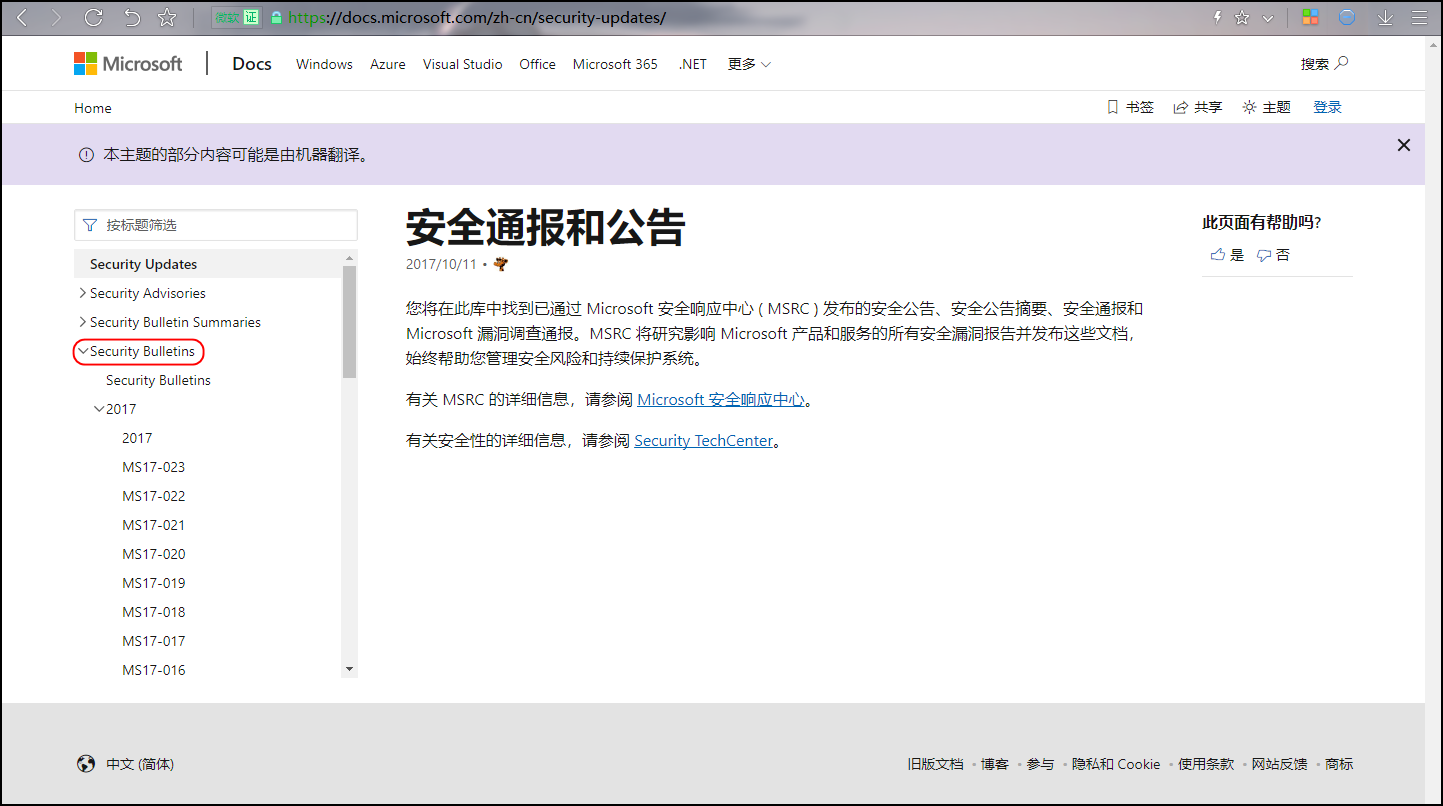 微软 证 https://docs.microsoft.com/zh-cn/security-updates/
Microsoft Docs Windows Azure Visual Studio Office Microsoft 365 .NET 更多 搜索
Home 书签 共享 主题 登录
本主题的部分内容可能是由机器翻译。
按标题筛选
Security Updates
Security Advisories
Security Bulletin Summaries
Security Bulletins
Security Bulletins
2017
2017
MS17-023
MS17-022
MS17-021
MS17-020
MS17-019
MS17-018
MS17-017
MS17-016
安全通报和公告
2017/10/11 •
您将在此库中找到已通过 Microsoft 安全响应中心 ( MSRC ) 发布的安全公告、安全公告摘要、安全通报和
Microsoft 漏洞调查通报。MSRC 将研究影响 Microsoft 产品和服务的所有安全漏洞报告并发布这些文档，
始终帮助您管理安全风险和持续保护系统。
有关 MSRC 的详细信息，请参阅 Microsoft 安全响应中心。
有关安全性的详细信息，请参阅 Security TechCenter。
此页面有帮助吗?
是 否
中文 (简体)
旧版文档 • 博客 • 参与 • 隐私和 Cookie • 使用条款 • 网站反馈 • 商标